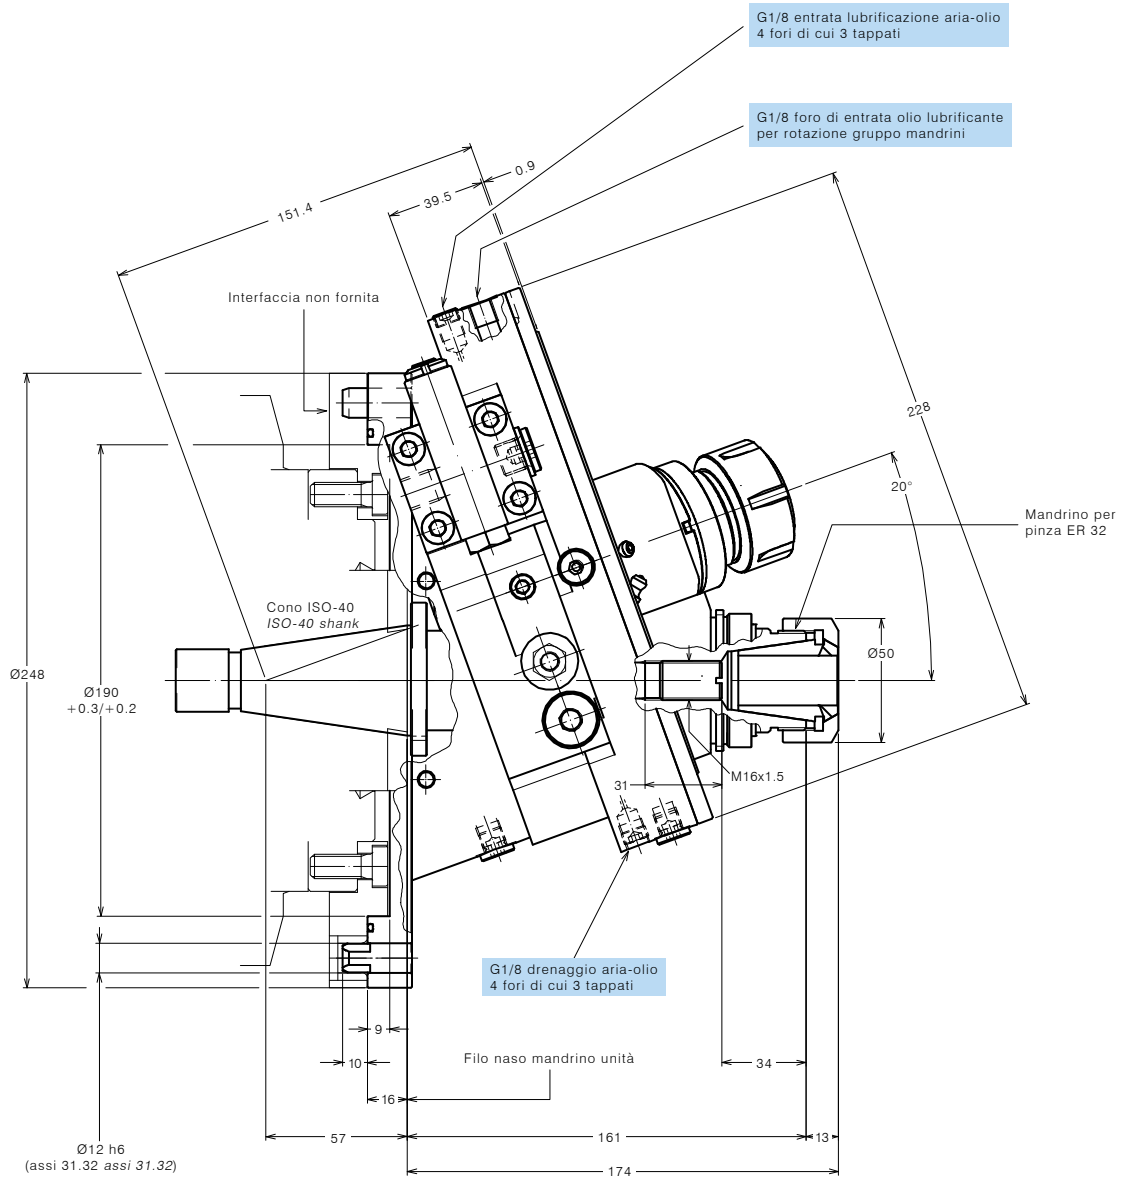 G1/8 entrata lubrificazione aria-olio
4 fori di cui 3 tappati
G1/8 foro di entrata olio lubrificante
per rotazione gruppo mandrini
0.9
39.5
151.4
Interfaccia non fornita
228
20°
Mandrino per
pinza ER 32
Cono ISO-40
ISO-40 shank
Ø50
Ø248
Ø190
+0.3/+0.2
M16x1.5
31
G1/8 drenaggio aria-olio
4 fori di cui 3 tappati
9
Filo naso mandrino unità
10
34
16
57
161
13
Ø12 h6
(assi 31.32 assi 31.32)
174